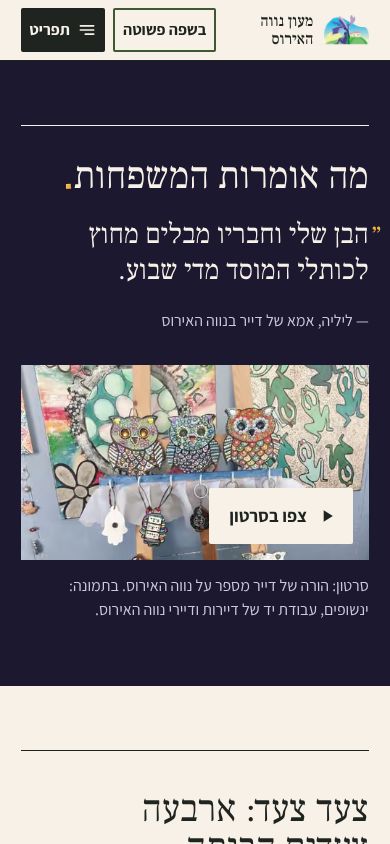 מעון נווה
האירוס
בשפה פשוטה
תפריט
מה אומרות המשפחות.
”הבן שלי וחבריו מבלים מחוץ
לכותלי המוסד מדי שבוע.
— ליליה, אמא של דייר בנווה האירוס
צפו בסרטון
סרטון: הורה של דייר מספר על נווה האירוס. בתמונה:
ינשופים, עבודת יד של דיירות ודיירי נווה האירוס.
צעד צעד: ארבעה